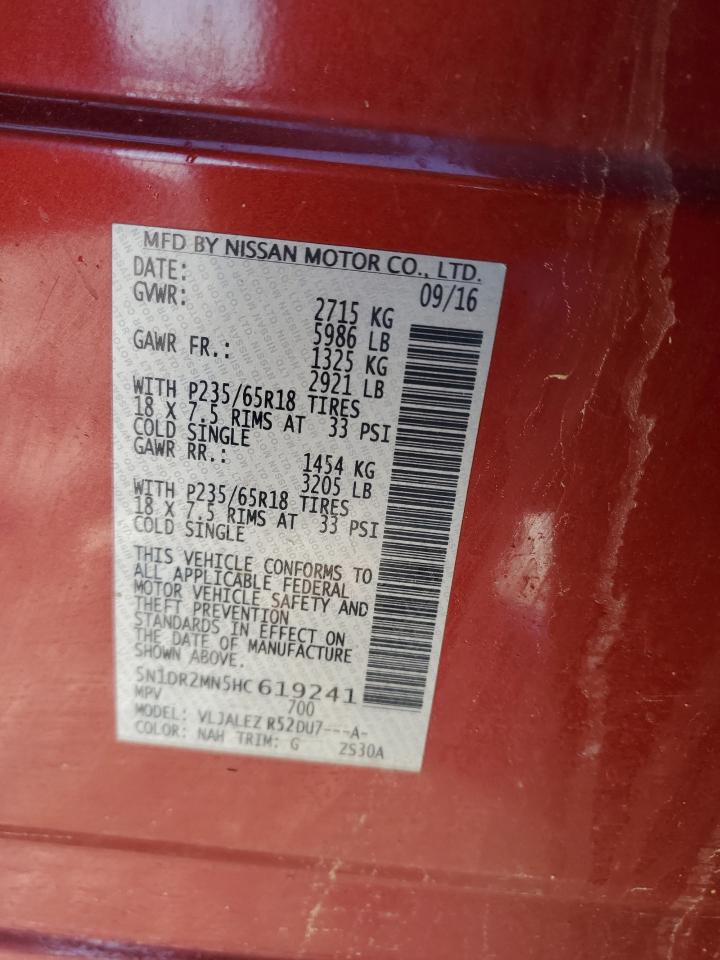 MFD BY NISSAN MOTOR CO., LTD.
DATE: 09/16
GVWR: 2715 KG
5986 LB
GAWR FR.: 1325 KG
2921 LB
WITH P235/65R18 TIRES
18 X 7.5 RIMS AT 33 PSI
COLD SINGLE
GAWR RR.: 1454 KG
3205 LB
WITH P235/65R18 TIRES
18 X 7.5 RIMS AT 33 PSI
COLD SINGLE
THIS VEHICLE CONFORMS TO
ALL APPLICABLE FEDERAL
MOTOR VEHICLE SAFETY AND
THEFT PREVENTION
STANDARDS IN EFFECT ON
THE DATE OF MANUFACTURE
SHOWN ABOVE.
5N1DR2MN5HC 619241
MPV 700
MODEL: VLJALEZ R52DU7---A-
COLOR: NAH TRIM: G 2S30A